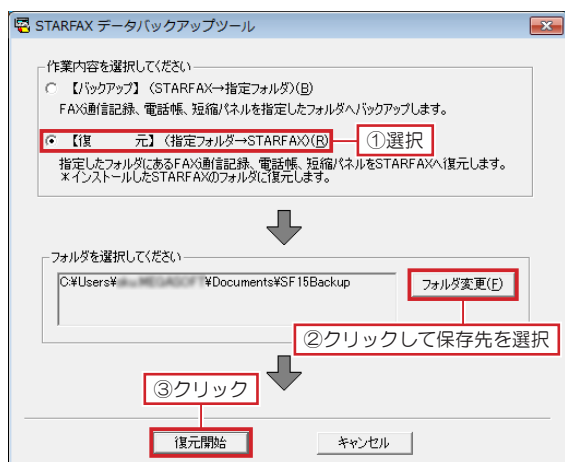 STARFAX データバックアップツール
作業内容を選択してください
【バックアップ】（STARFAX→指定フォルダ）(B)
FAX通信記録、電話帳、短縮パネルを指定したフォルダへバックアップします。
【復　　元】（指定フォルダ→STARFAX）(R)
①選択
指定したフォルダにあるFAX通信記録、電話帳、短縮パネルをSTARFAXへ復元します。
＊インストールしたSTARFAXのフォルダに復元します。
フォルダを選択してください
C:¥Users¥ ¥Documents¥SF15Backup
フォルダ変更(F)
②クリックして保存先を選択
③クリック
復元開始
キャンセル